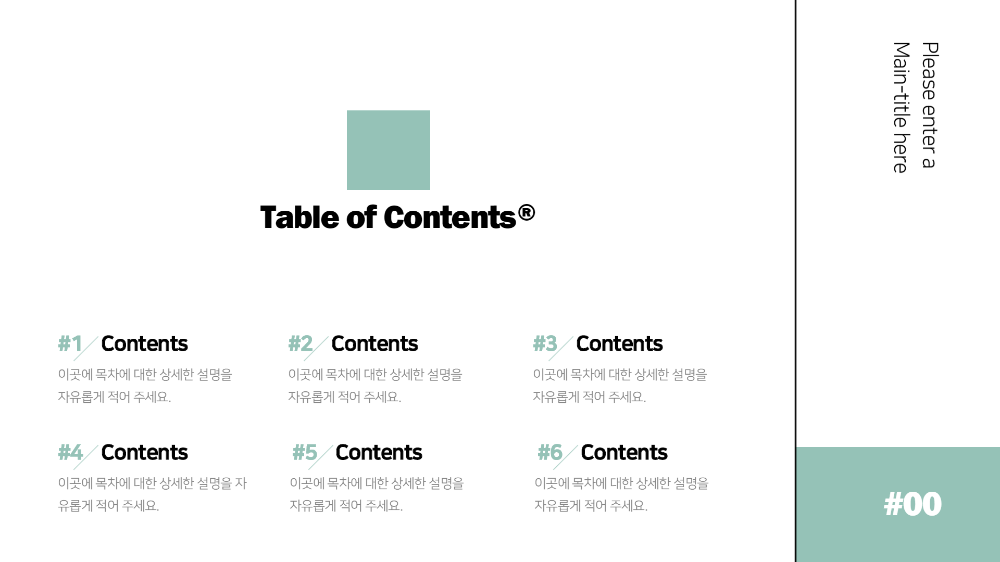 Please enter a
Main-title here
Table of Contents®
#1 Contents
이곳에 목차에 대한 상세한 설명을
자유롭게 적어 주세요.
#2 Contents
이곳에 목차에 대한 상세한 설명을
자유롭게 적어 주세요.
#3 Contents
이곳에 목차에 대한 상세한 설명을
자유롭게 적어 주세요.
#4 Contents
이곳에 목차에 대한 상세한 설명을 자
유롭게 적어 주세요.
#5 Contents
이곳에 목차에 대한 상세한 설명을
자유롭게 적어 주세요.
#6 Contents
이곳에 목차에 대한 상세한 설명을
자유롭게 적어 주세요.
#00